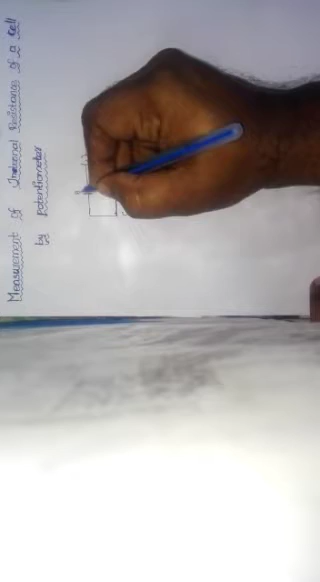 Measurement of Internal Resistance of a Cell
by potentiometer